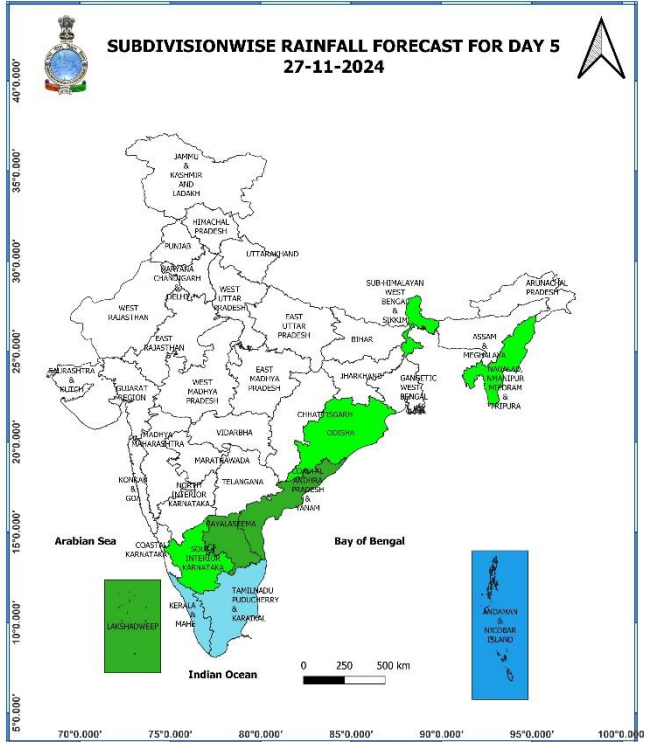 SUBDIVISIONWISE RAINFALL FORECAST FOR DAY 5
27-11-2024
40°0.000'
35°0.000'
30°0.000'
25°0.000'
20°0.000'
15°0.000'
10°0.000'
5°0.000'
JAMMU
&
KASHMIR
AND
LADAKH
HIMACHAL
PRADESH
PUNJAB
UTTARAKHAND
HARYANA
CHANDIGARH
&
DELHI
WEST
UTTAR
PRADESH
WEST
RAJASTHAN
EAST
RAJASTHAN
EAST
UTTAR
PRADESH
SUB-HIMALAYAN
WEST
BENGAL
&
SIKKIM
ARUNACHAL
PRADESH
BIHAR
ASSAM
&
MEGHALAYA
SAURASHTRA
&
KUTCH
GUJARAT
REGION
WEST
MADHYA
PRADESH
EAST
MADHYA
PRADESH
JHARKHAND
GANGETIC
WEST
BENGAL
MANIPUR
MIZORAM
&
TRIPURA
CHHATTISGARH
ODISHA
VIDARBHA
MADHYA
MAHARASHTRA
MARATHWADA
TELANGANA
KONKAN
&
GOA
NORTH
INTERIOR
KARNATAKA
COASTAL
ANDHRA
PRADESH
&
YANAM
RAYALASEEMA
Arabian Sea
Bay of Bengal
COASTAL
KARNATAKA
SOUTH
INTERIOR
KARNATAKA
KERALA
&
MAHE
TAMILNADU
PUDUCHERRY
&
KARAIKAL
LAKSHADWEEP
ANDAMAN
&
NICOBAR
ISLAND
Indian Ocean
0 250 500 km
70°0.000' 75°0.000' 80°0.000' 85°0.000' 90°0.000' 95°0.000' 100°0.000'